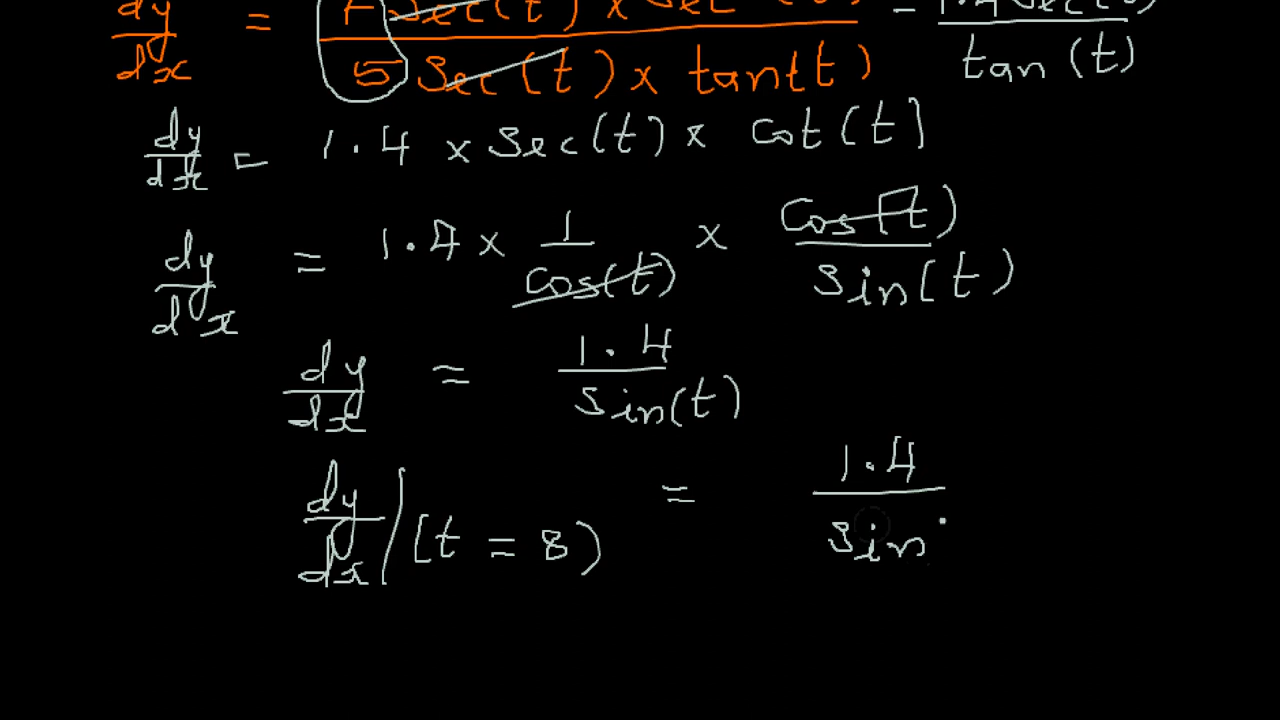 dy/dx = 7 Sec(t) x Sec / 5 Sec(t) x tant t) = 1.4 Sec(t) / tan(t)
dy/dx = 1.4 x Sec(t) x Cot(t)
dy/dx = 1.4 x 1/cos(t) x cos(t)/sin(t)
dy/dx = 1.4/sin(t)
dy/dx | (t = 8) = 1.4/sin